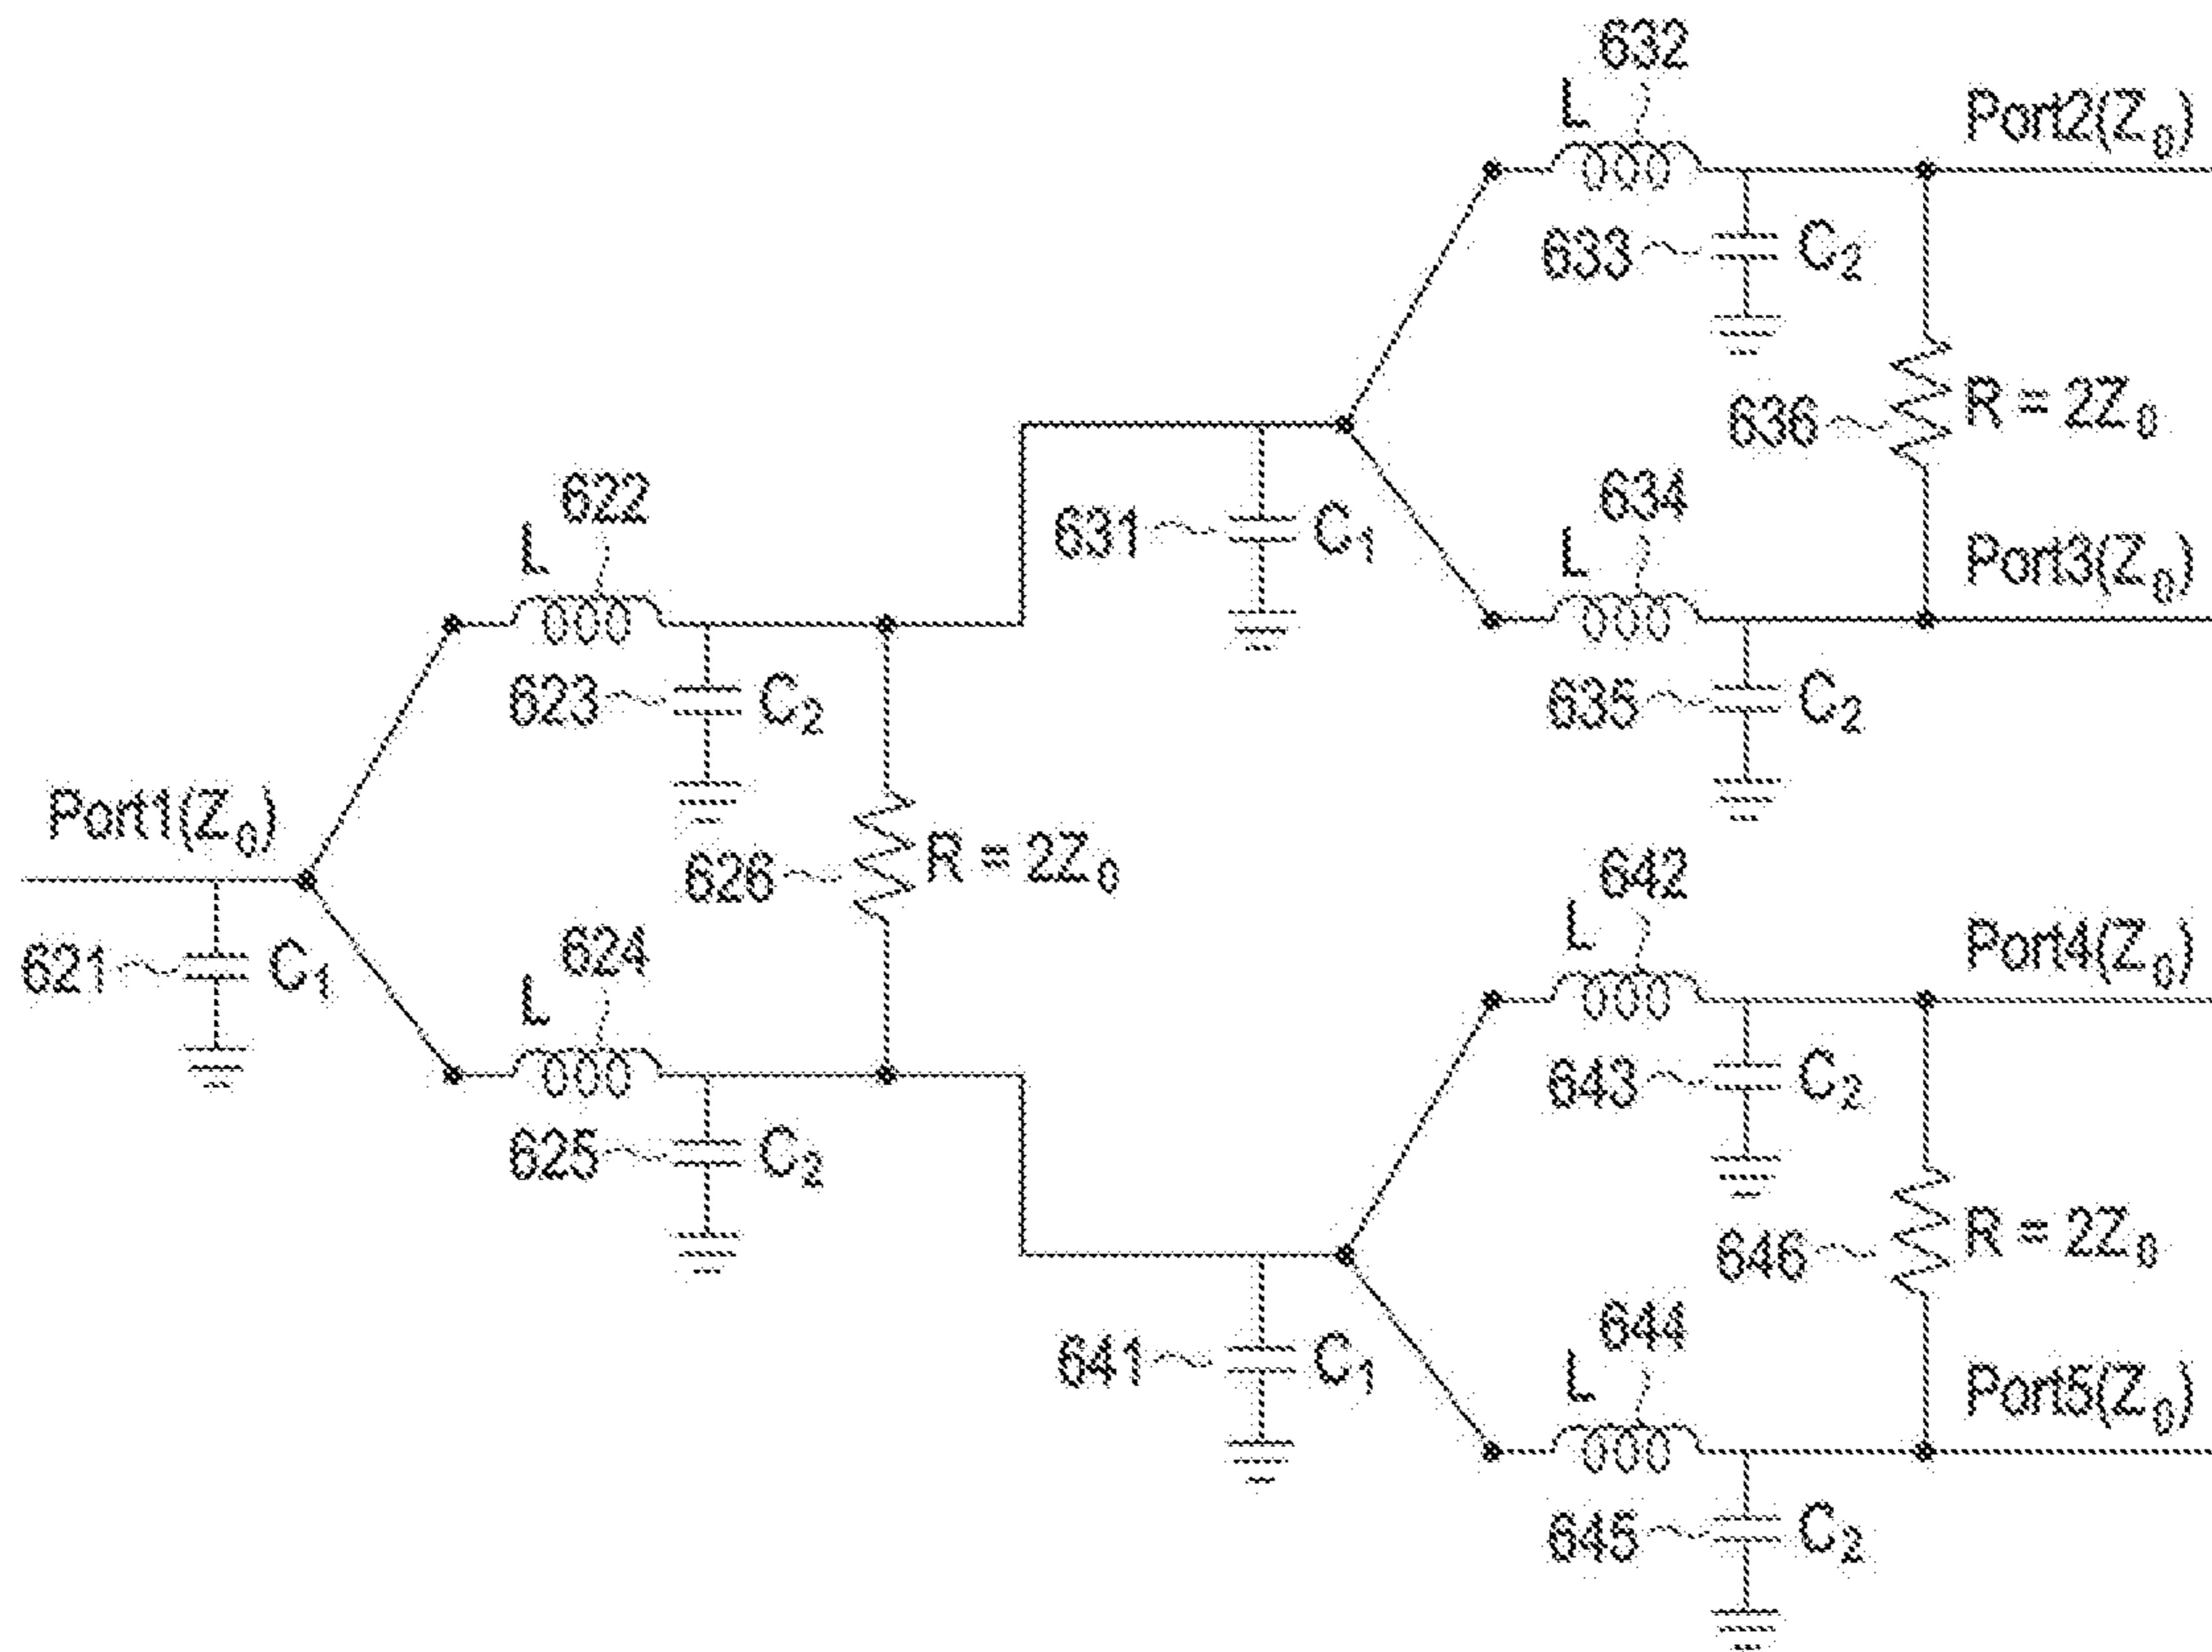 632
L
Port2(Z0)
633
C2
636
R = 2Z0
634
L
Port3(Z0)
635
C2
631
C1
622
L
623
C2
626
R = 2Z0
Port1(Z0)
621
C1
624
L
625
C2
642
L
Port4(Z0)
643
C2
646
R = 2Z0
641
C1
644
L
Port5(Z0)
645
C2